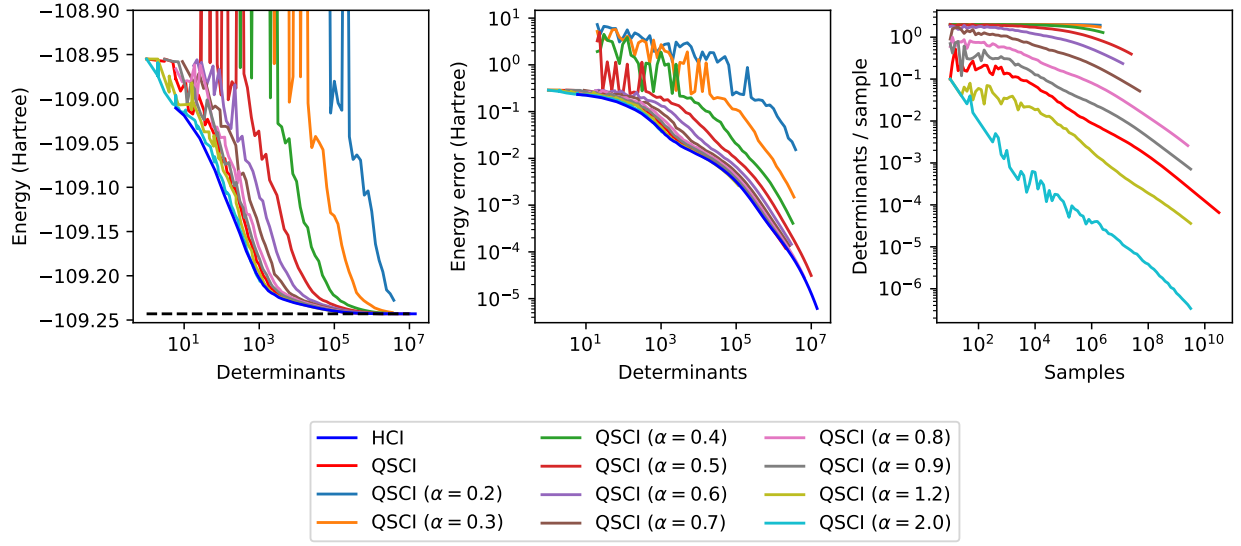 −108.90
−108.95
−109.00
−109.05
−109.10
−109.15
−109.20
−109.25
Energy (Hartree)
10^1 10^3 10^5 10^7
Determinants
10^1
10^0
10^−1
10^−2
10^−3
10^−4
10^−5
Energy error (Hartree)
10^1 10^3 10^5 10^7
Determinants
10^0
10^−1
10^−2
10^−3
10^−4
10^−5
10^−6
Determinants / sample
10^2 10^4 10^6 10^8 10^10
Samples
HCI
QSCI
QSCI (α = 0.2)
QSCI (α = 0.3)
QSCI (α = 0.4)
QSCI (α = 0.5)
QSCI (α = 0.6)
QSCI (α = 0.7)
QSCI (α = 0.8)
QSCI (α = 0.9)
QSCI (α = 1.2)
QSCI (α = 2.0)